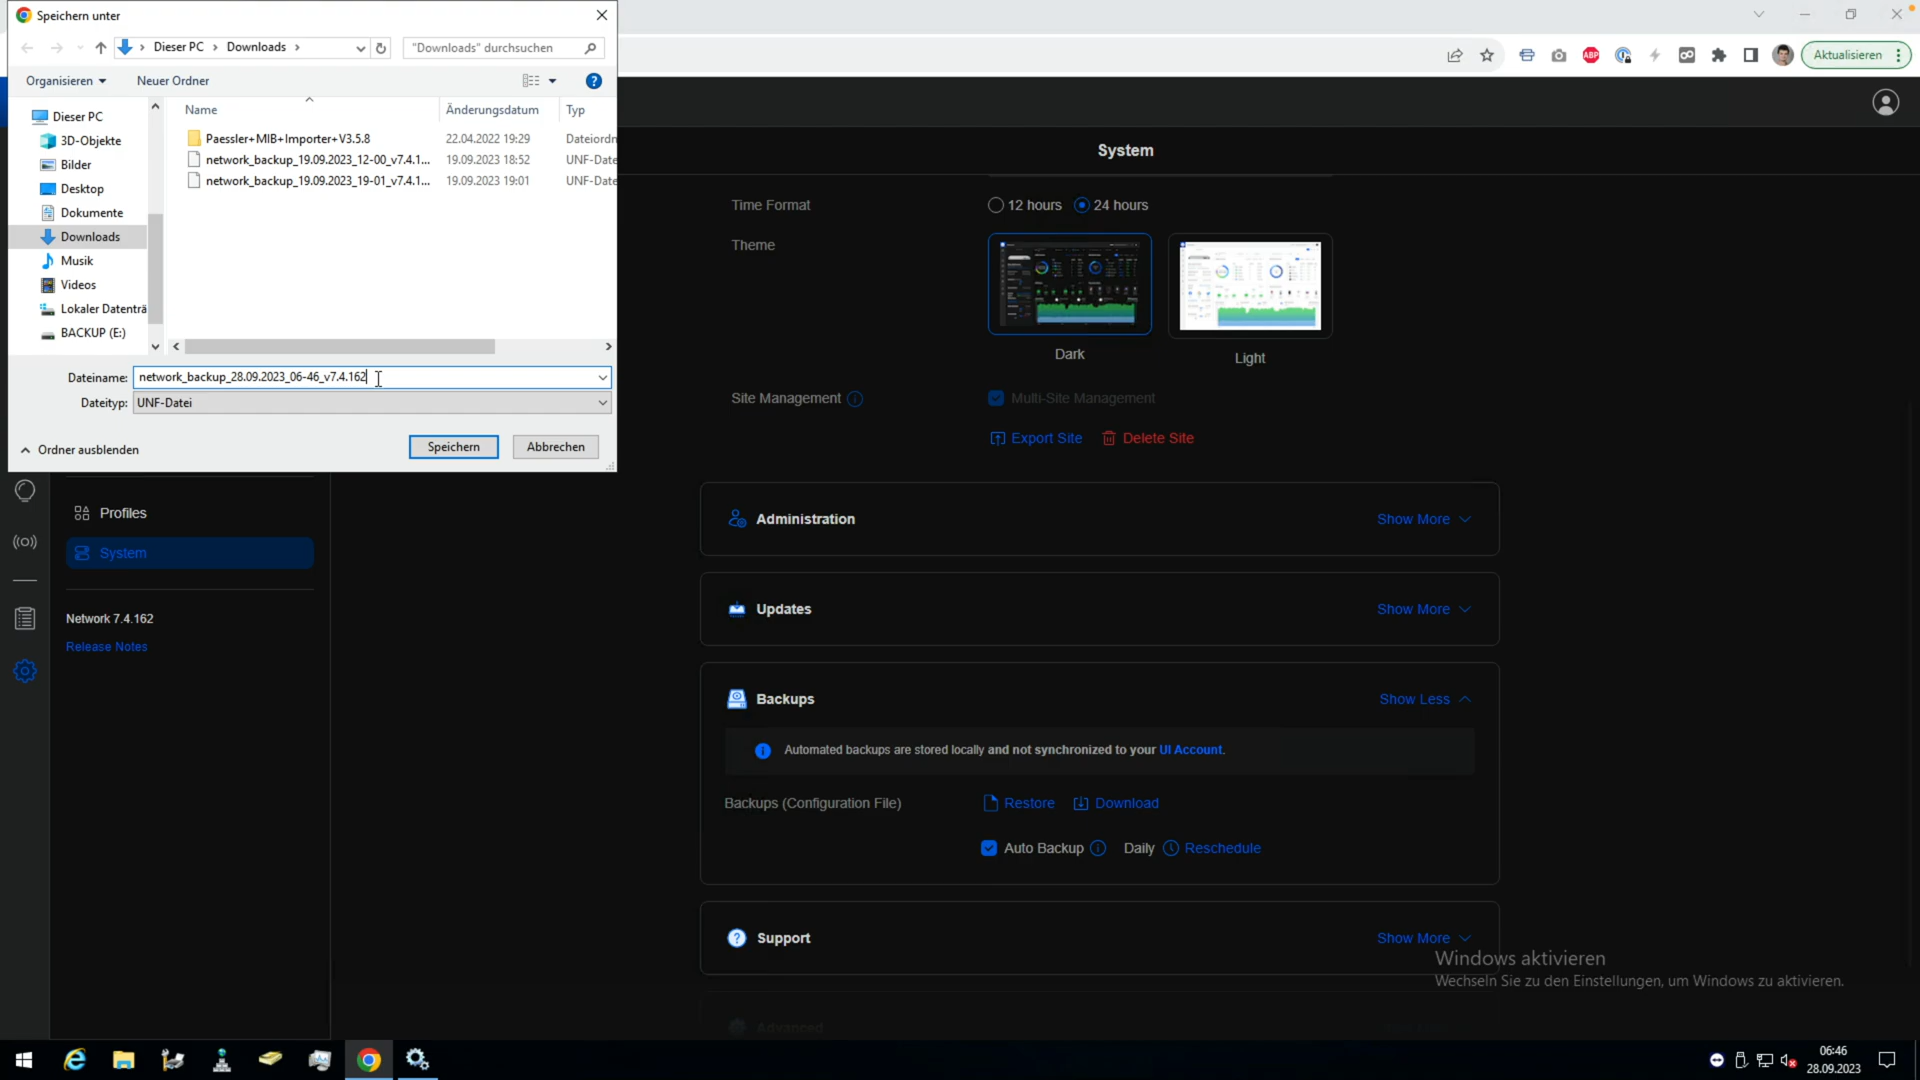 Speichern unter
Dieser PC
Downloads
"Downloads" durchsuchen
Aktualisieren
Organisieren
Neuer Ordner
Name
Änderungsdatum
Typ
Dieser PC
3D-Objekte
Bilder
Desktop
Dokumente
Downloads
Musik
Videos
Lokaler Datenträ
BACKUP (E:)
Paessler+MIB+Importer+V3.5.8
22.04.2022 19:29
Dateiordn
network_backup_19.09.2023_12-00_v7.4.1...
19.09.2023 18:52
UNF-Date
network_backup_19.09.2023_19-01_v7.4.1...
19.09.2023 19:01
UNF-Date
Dateiname:
network_backup_28.09.2023_06-46_v7.4.162
Dateityp:
UNF-Datei
Ordner ausblenden
Speichern
Abbrechen
ABP
System
Time Format
12 hours
24 hours
Theme
Dark
Light
Site Management
Multi-Site Management
Export Site
Delete Site
Profiles
System
Network 7.4.162
Release Notes
Administration
Show More
Updates
Show More
Backups
Show Less
Automated backups are stored locally and not synchronized to your UI Account.
Backups (Configuration File)
Restore
Download
Auto Backup
Daily
Reschedule
Support
Show More
Advanced
Windows aktivieren
Wechseln Sie zu den Einstellungen, um Windows zu aktivieren.
06:46
28.09.2023